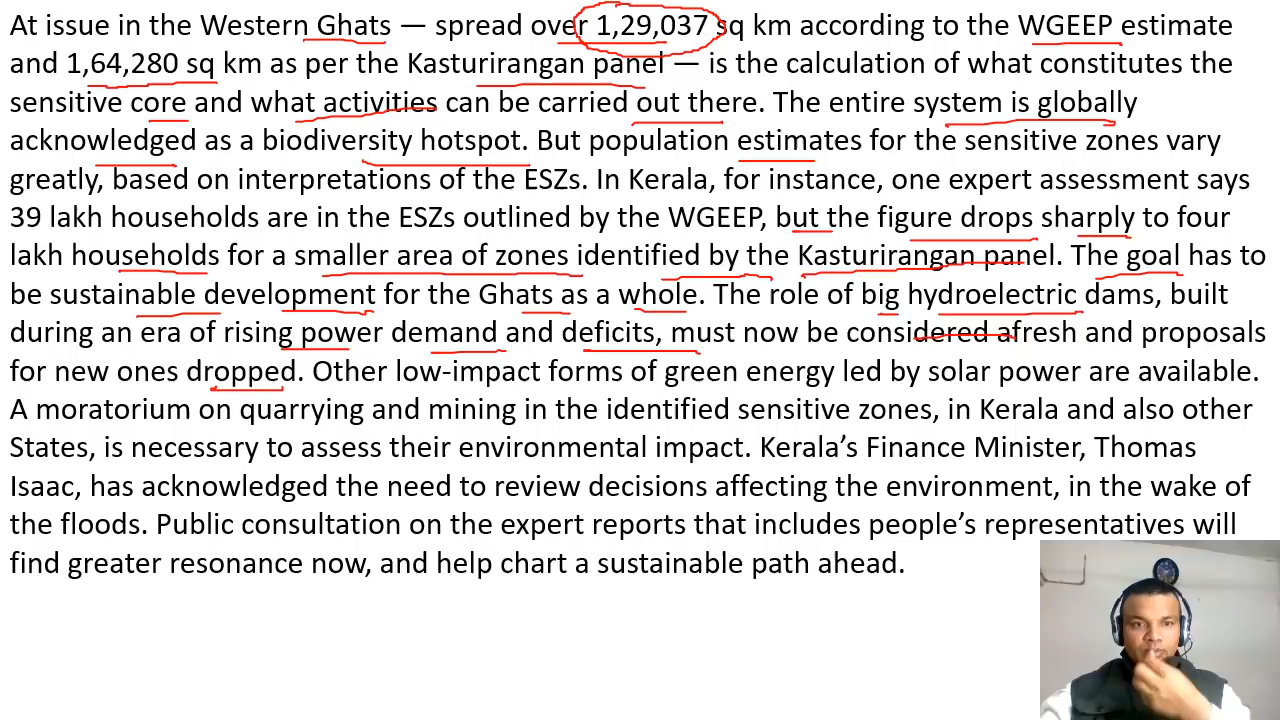 At issue in the Western Ghats — spread over 1,29,037 sq km according to the WGEEP estimate
and 1,64,280 sq km as per the Kasturirangan panel — is the calculation of what constitutes the
sensitive core and what activities can be carried out there. The entire system is globally
acknowledged as a biodiversity hotspot. But population estimates for the sensitive zones vary
greatly, based on interpretations of the ESZs. In Kerala, for instance, one expert assessment says
39 lakh households are in the ESZs outlined by the WGEEP, but the figure drops sharply to four
lakh households for a smaller area of zones identified by the Kasturirangan panel. The goal has to
be sustainable development for the Ghats as a whole. The role of big hydroelectric dams, built
during an era of rising power demand and deficits, must now be considered afresh and proposals
for new ones dropped. Other low-impact forms of green energy led by solar power are available.
A moratorium on quarrying and mining in the identified sensitive zones, in Kerala and also other
States, is necessary to assess their environmental impact. Kerala’s Finance Minister, Thomas
Isaac, has acknowledged the need to review decisions affecting the environment, in the wake of
the floods. Public consultation on the expert reports that includes people’s representatives will
find greater resonance now, and help chart a sustainable path ahead.